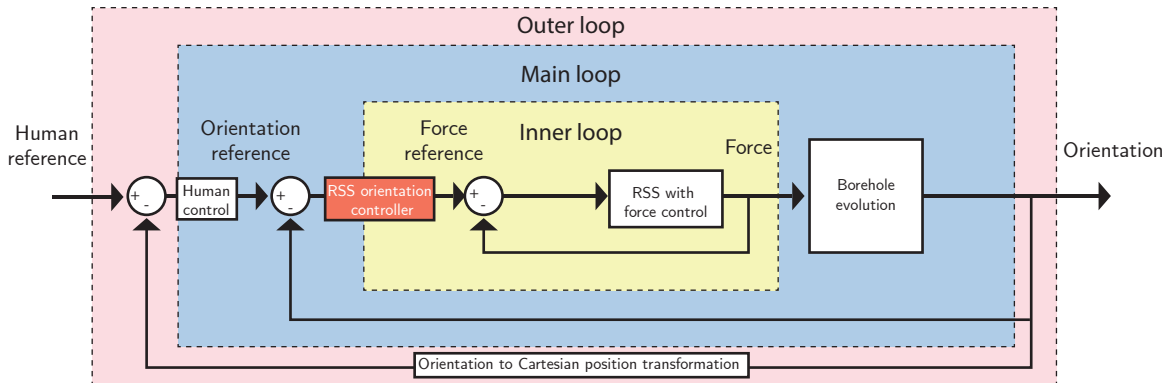 Outer loop
Main loop
Inner loop
Human
reference
Orientation
reference
Force
reference
Force
Orientation
+
-
Human
control
+
-
RSS orientation
controller
+
-
RSS with
force control
Borehole
evolution
Orientation to Cartesian position transformation